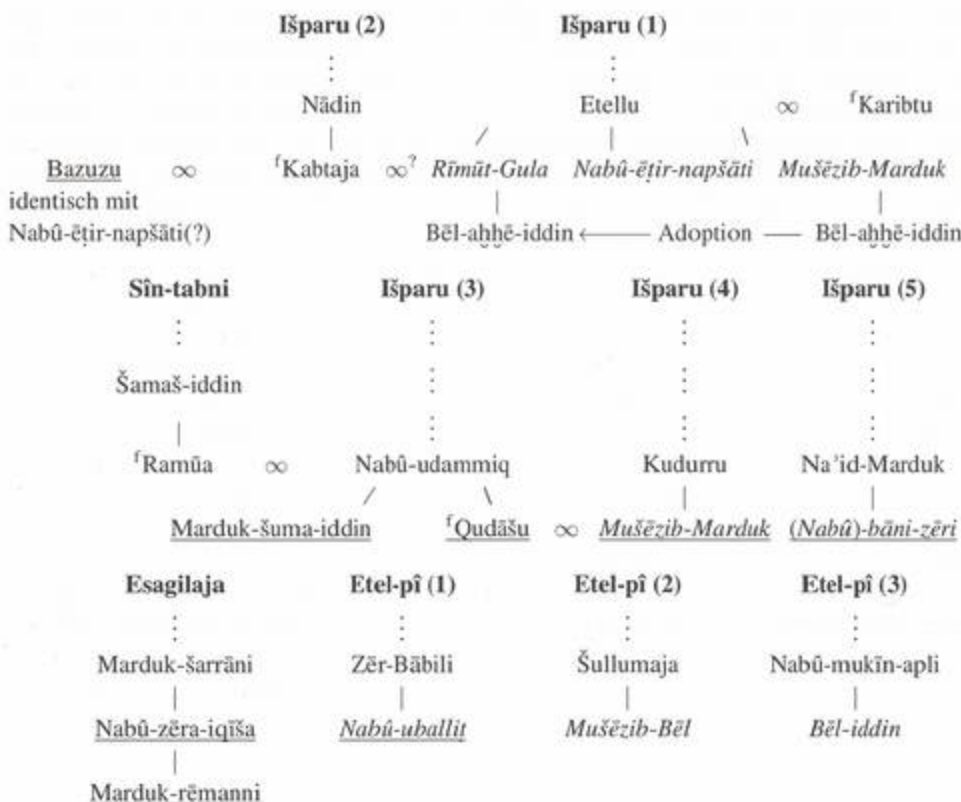 Išparu (2) Išparu (1)
Nādin Etellu ∞ ᶠKaribtu
Bazuzu ∞ ᶠKabtaja ∞? Rīmūt-Gula Nabû-ēṭir-napšāti Mušēzib-Marduk
identisch mit
Nabû-ēṭir-napšāti(?) Bēl-aḫḫē-iddin ← Adoption — Bēl-aḫḫē-iddin
Sîn-tabni Išparu (3) Išparu (4) Išparu (5)
Šamaš-iddin
ᶠRamūa ∞ Nabû-udammiq Kudurru Na’id-Marduk
Marduk-šuma-iddin ᶠQudāšu ∞ Mušēzib-Marduk (Nabû)-bāni-zēri
Esagilaja Etel-pî (1) Etel-pî (2) Etel-pî (3)
Marduk-šarrāni Zēr-Bābili Šullumaja Nabû-mukīn-apli
Nabû-zēra-iqīša Nabû-uballiṭ Mušēzib-Bēl Bēl-iddin
Marduk-rēmanni